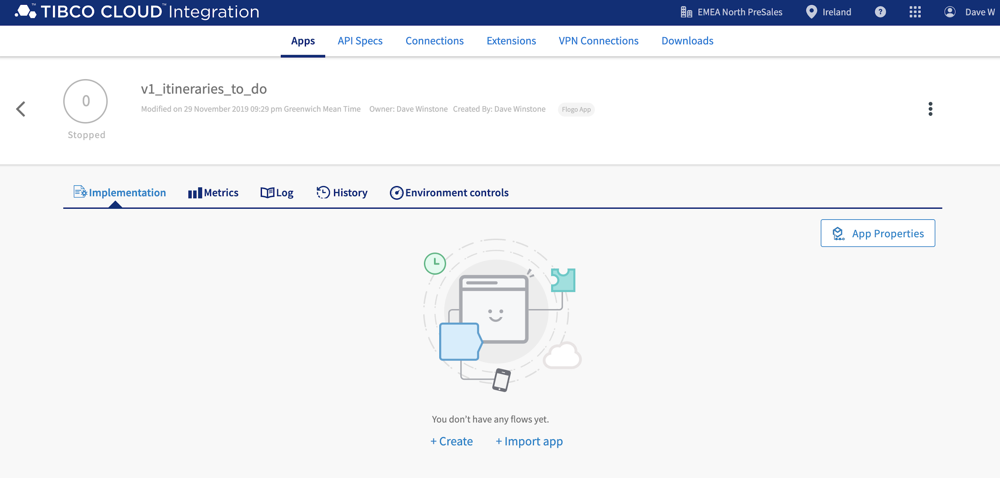 TIBCO CLOUD™ Integration
EMEA North PreSales
Ireland
?
Dave W
Apps
API Specs
Connections
Extensions
VPN Connections
Downloads
0
Stopped
v1_itineraries_to_do
Modified on 29 November 2019 09:29 pm Greenwich Mean Time Owner: Dave Winstone Created By: Dave Winstone Flogo App
Implementation
Metrics
Log
History
Environment controls
App Properties
You don’t have any flows yet.
+ Create
+ Import app